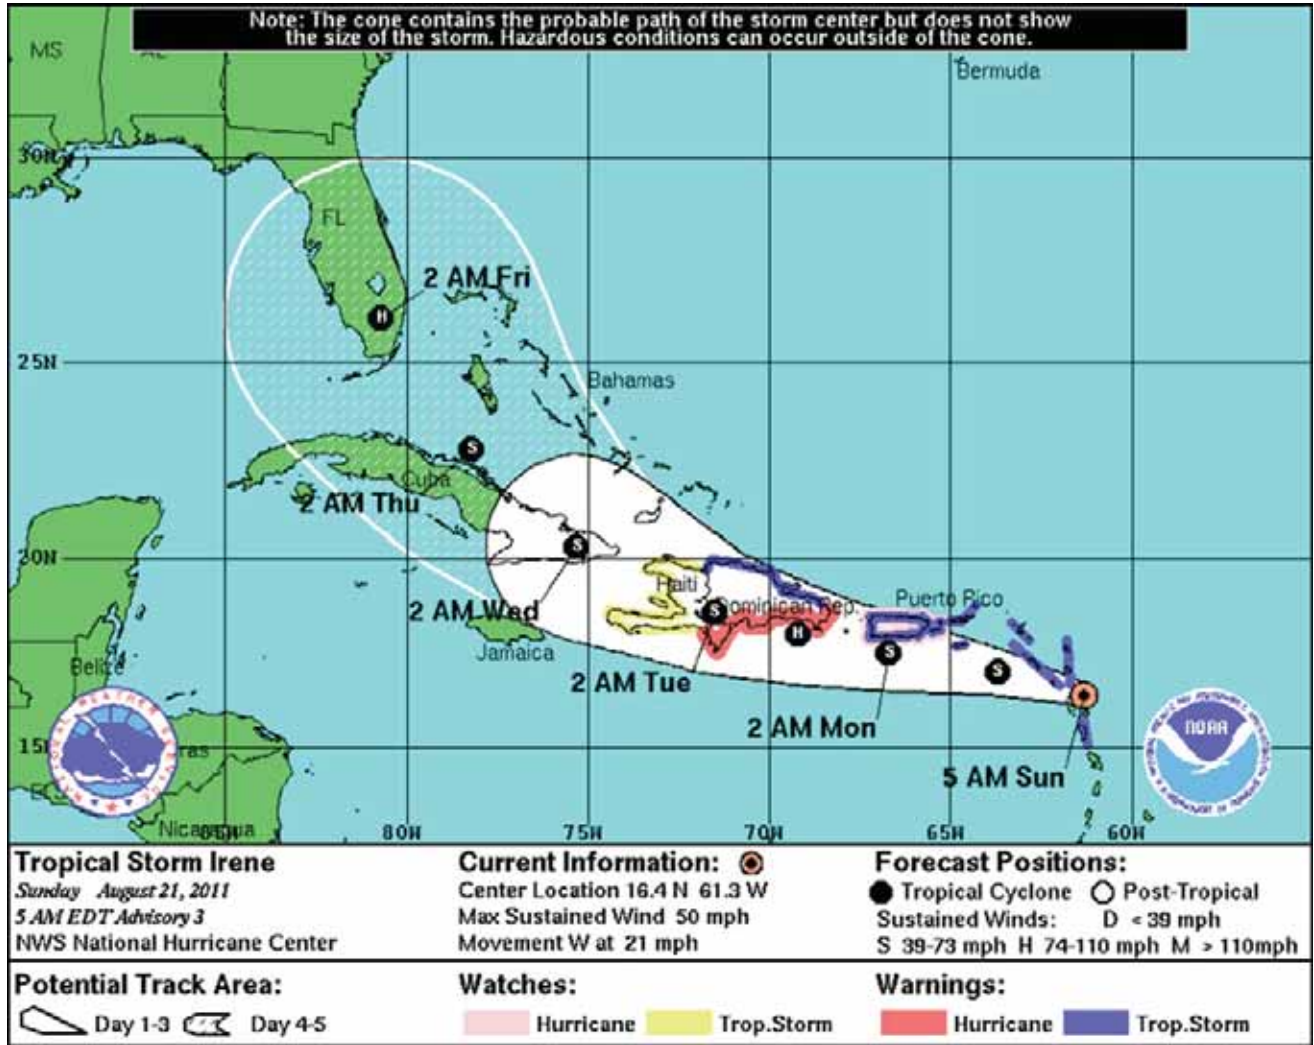 Note: The cone contains the probable path of the storm center but does not show
the size of the storm. Hazardous conditions can occur outside of the cone.
MS
Bermuda
30N
FL
2 AM Fri
25N
Bahamas
Cuba
2 AM Thu
20N
Haiti
Dominican Rep.
Puerto Rico
2 AM Wed
Jamaica
Belize
2 AM Tue
2 AM Mon
NOAA
15N
5 AM Sun
Nicaragua
80W 75W 70W 65W 60W
H
S
S
S
H
S
S
Tropical Storm Irene
Sunday August 21, 2011
5 AM EDT Advisory 3
NWS National Hurricane Center
Current Information:
Center Location 16.4 N 61.3 W
Max Sustained Wind 50 mph
Movement W at 21 mph
Forecast Positions:
Tropical Cyclone Post-Tropical
Sustained Winds: D < 39 mph
S 39-73 mph H 74-110 mph M > 110mph
Potential Track Area:
Day 1-3 Day 4-5
Watches:
Hurricane Trop.Storm
Warnings:
Hurricane Trop.Storm